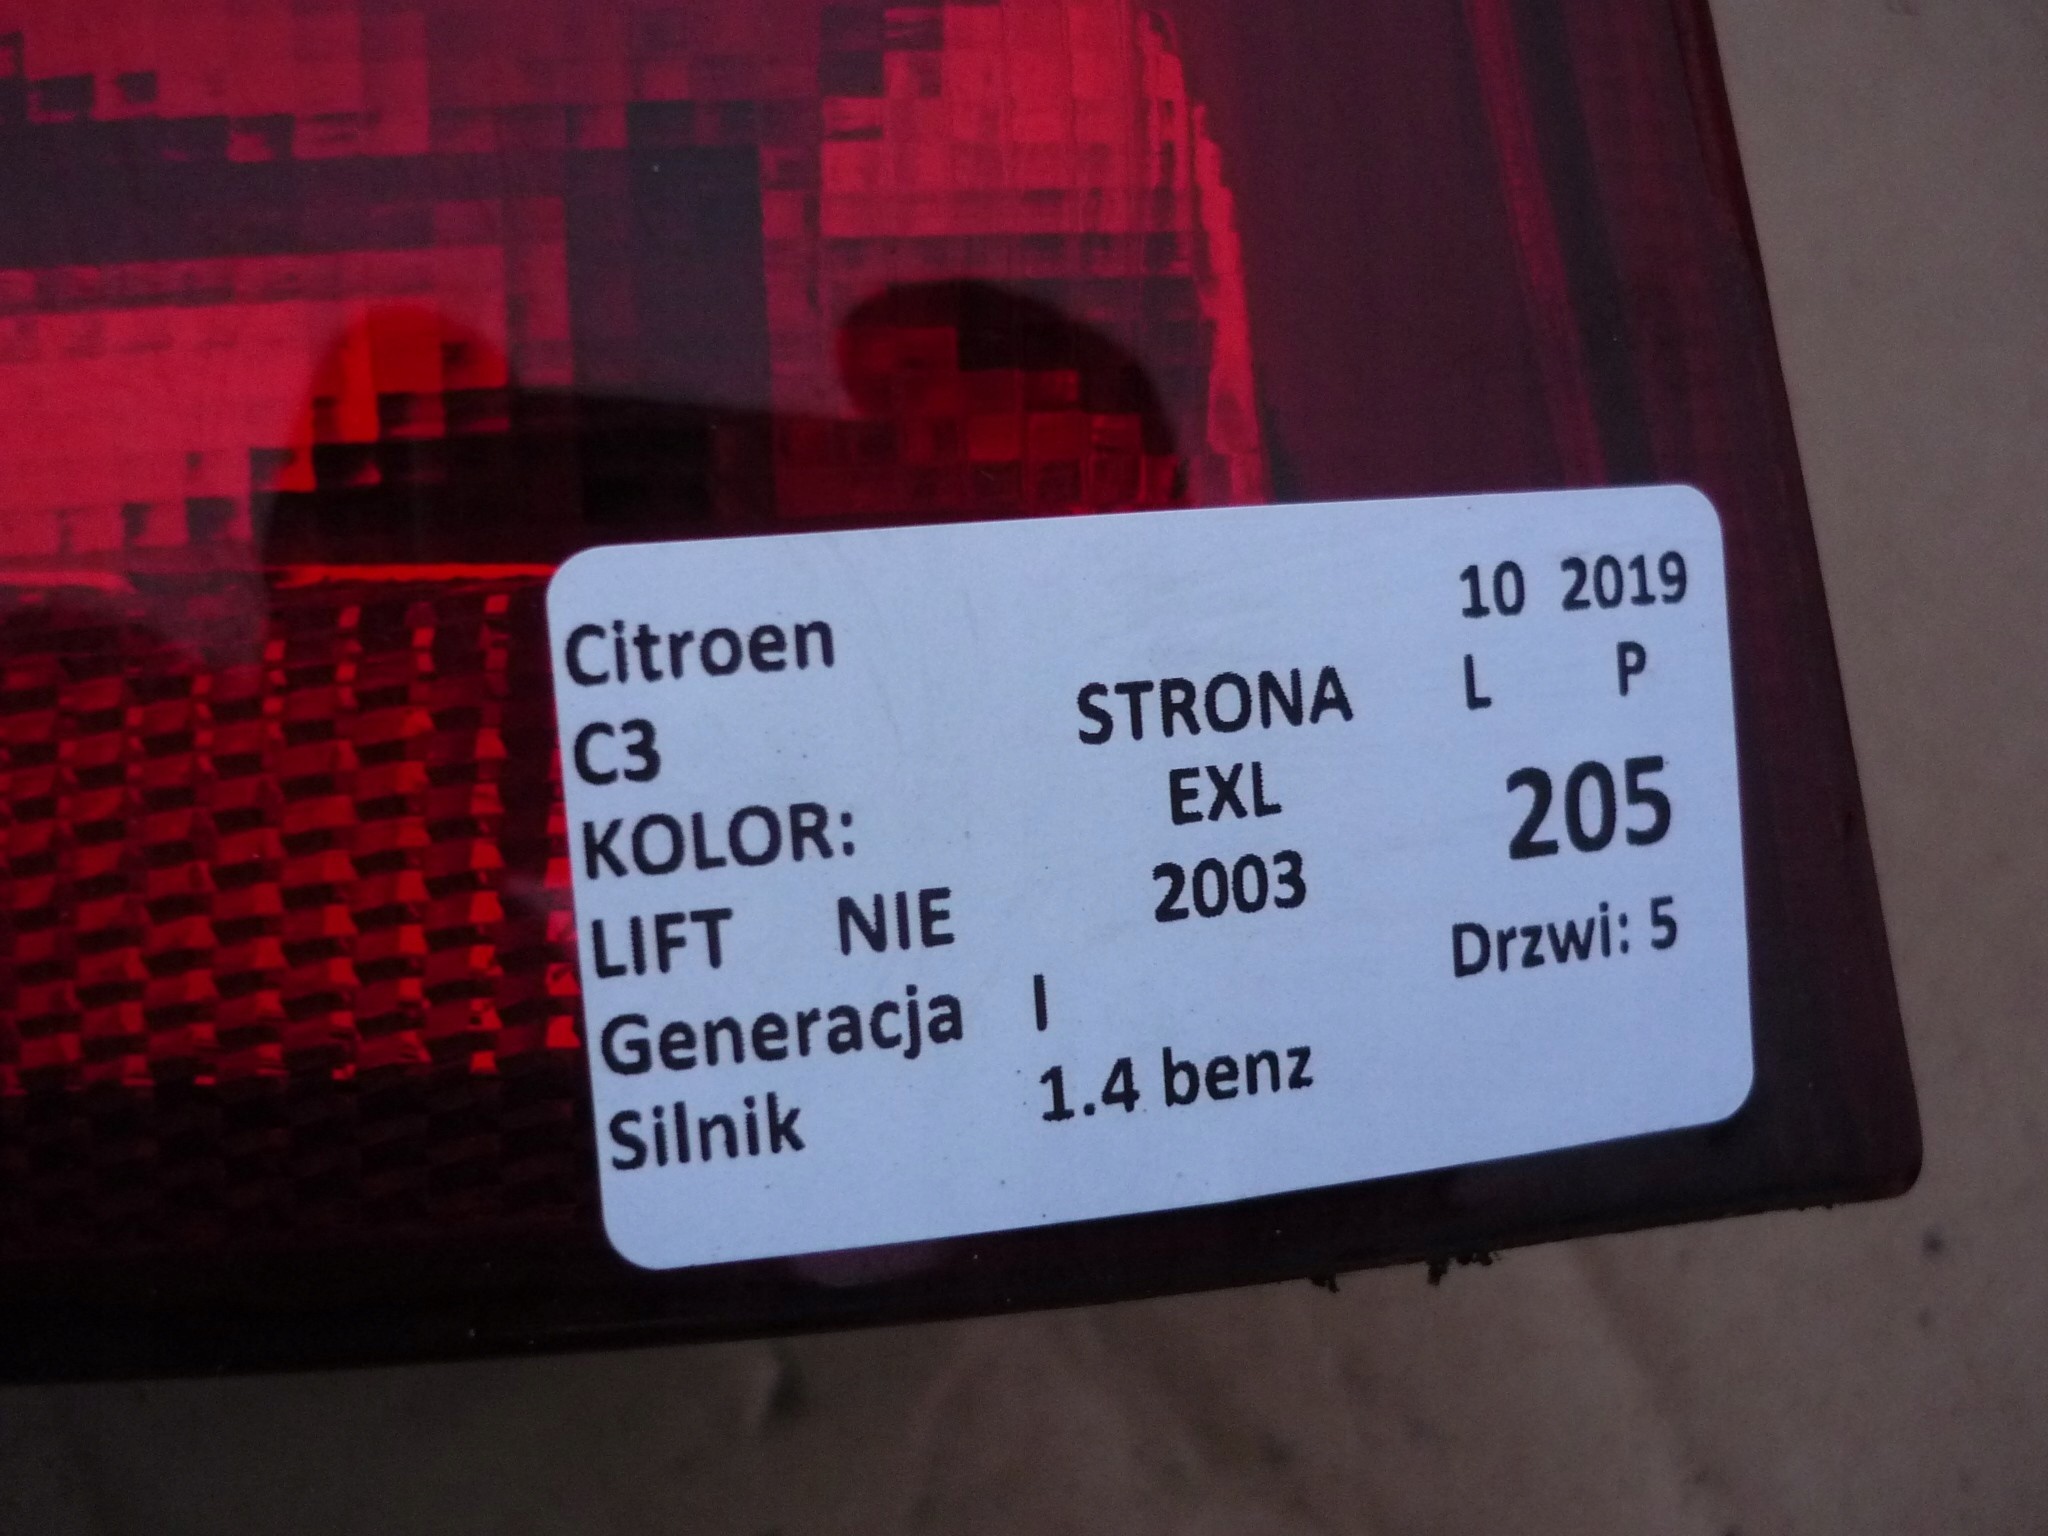 10 2019
Citroen
STRONA L P
C3
EXL 205
KOLOR:
2003
LIFT NIE
Drzwi: 5
Generacja I
Silnik 1.4 benz